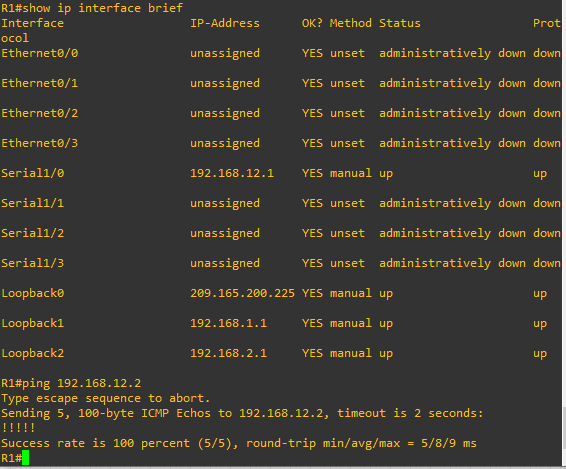 R1#show ip interface brief
Interface                  IP-Address      OK? Method Status                Prot
ocol
Ethernet0/0                unassigned      YES unset  administratively down down
Ethernet0/1                unassigned      YES unset  administratively down down
Ethernet0/2                unassigned      YES unset  administratively down down
Ethernet0/3                unassigned      YES unset  administratively down down
Serial1/0                  192.168.12.1    YES manual up                    up
Serial1/1                  unassigned      YES unset  administratively down down
Serial1/2                  unassigned      YES unset  administratively down down
Serial1/3                  unassigned      YES unset  administratively down down
Loopback0                  209.165.200.225 YES manual up                    up
Loopback1                  192.168.1.1     YES manual up                    up
Loopback2                  192.168.2.1     YES manual up                    up
R1#ping 192.168.12.2
Type escape sequence to abort.
Sending 5, 100-byte ICMP Echos to 192.168.12.2, timeout is 2 seconds:
!!!!!
Success rate is 100 percent (5/5), round-trip min/avg/max = 5/8/9 ms
R1#